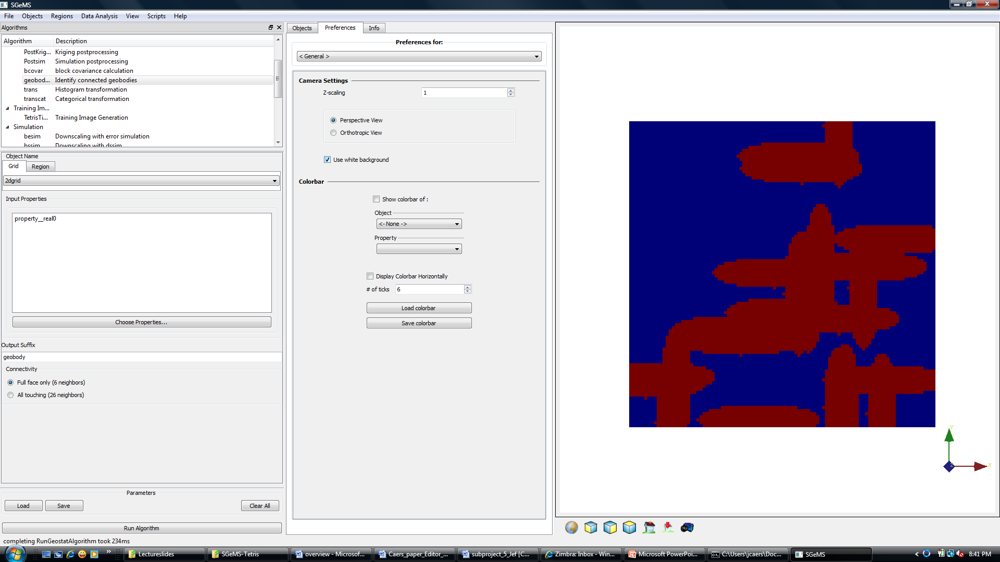 SGeMS
File Objects Regions Data Analysis View Scripts Help
Algorithms
Algorithm Description
PostKrig... Kriging postprocessing
Postsim Simulation postprocessing
bcovar block covariance calculation
geobod... Identify connected geobodies
trans Histogram transformation
transcat Categorical transformation
Training Im...
TetrisTi... Training Image Generation
Simulation
besim Downscaling with error simulation
bssim Downscaling with dssim
Object Name
Grid Region
2dgrid
Input Properties
property__real0
Choose Properties...
Output Suffix
geobody
Connectivity
Full face only (6 neighbors)
All touching (26 neighbors)
Parameters
Load Save Clear All
Run Algorithm
completing RunGeostatAlgorithm took 234ms
Objects Preferences Info
Preferences for:
< General >
Camera Settings
Z-scaling 1
Perspective View
Orthotropic View
Use white background
Colorbar
Show colorbar of :
Object
<- None ->
Property
Display Colorbar Horizontally
# of ticks 6
Load colorbar
Save colorbar
Y
X
Z
Lectureslides SGeMS-Tetris overview - Microsof... Caers_paper_Editor_... subproject_5_Jef [C... Zimbra: Inbox - Win... Microsoft PowerPoi... C:\Users\jcaers\Doc... SGeMS 8:41 PM